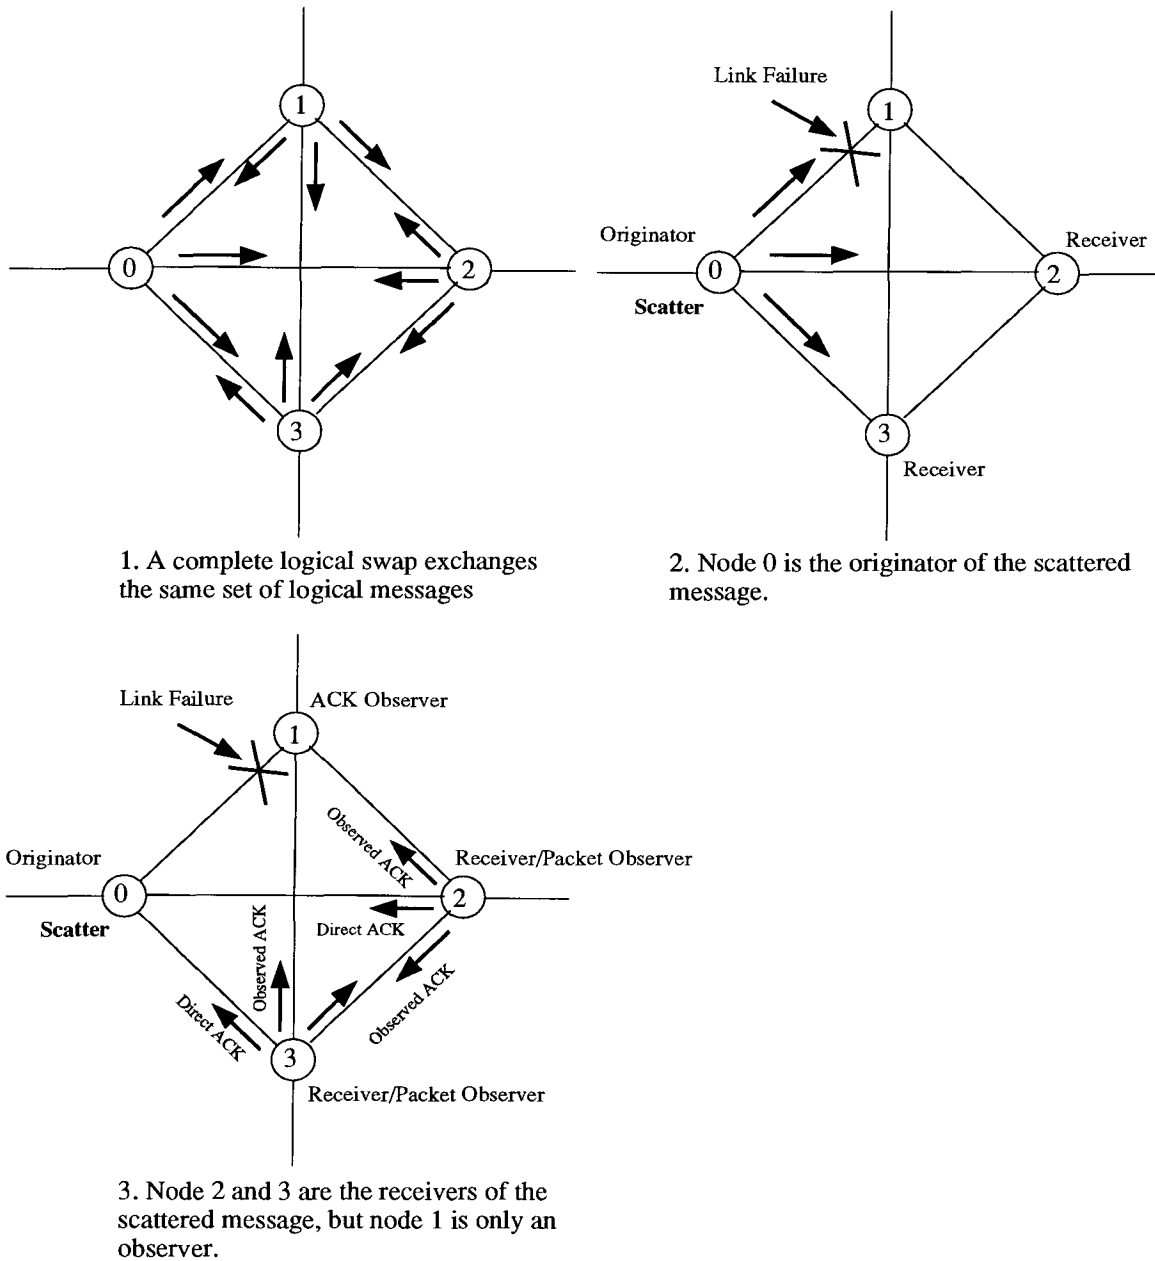 1
0
2
3
1. A complete logical swap exchanges
the same set of logical messages
Link Failure
1
Originator
0
Scatter
Receiver
2
3
Receiver
2. Node 0 is the originator of the scattered
message.
Link Failure
ACK Observer
1
Originator
0
Scatter
Observed ACK
Receiver/Packet Observer
2
Direct ACK
Observed ACK
Observed ACK
Direct ACK
3
Receiver/Packet Observer
3. Node 2 and 3 are the receivers of the
scattered message, but node 1 is only an
observer.